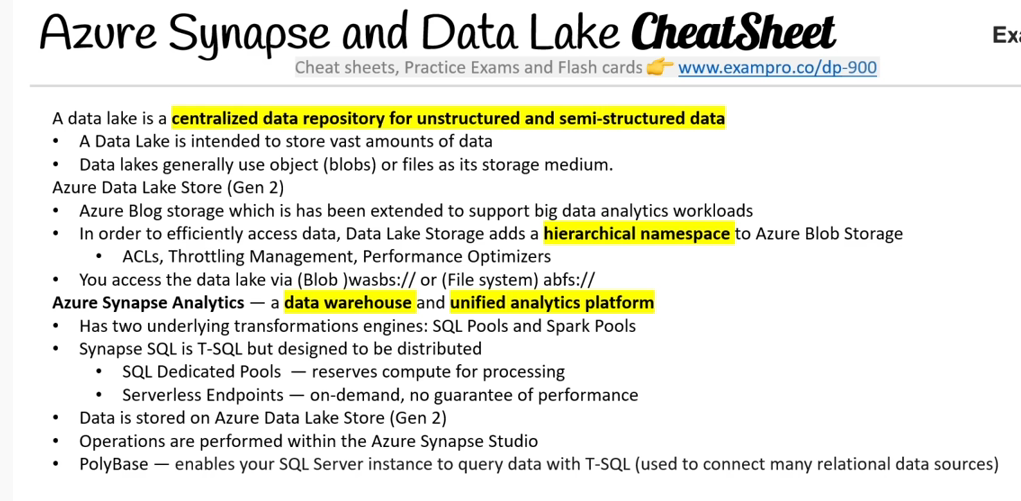 Azure Synapse and Data Lake CheatSheet
Exa
Cheat sheets, Practice Exams and Flash cards 👉 www.exampro.co/dp-900
A data lake is a centralized data repository for unstructured and semi-structured data
• A Data Lake is intended to store vast amounts of data
• Data lakes generally use object (blobs) or files as its storage medium.
Azure Data Lake Store (Gen 2)
• Azure Blog storage which is has been extended to support big data analytics workloads
• In order to efficiently access data, Data Lake Storage adds a hierarchical namespace to Azure Blob Storage
• ACLs, Throttling Management, Performance Optimizers
• You access the data lake via (Blob )wasbs:// or (File system) abfs://
Azure Synapse Analytics — a data warehouse and unified analytics platform
• Has two underlying transformations engines: SQL Pools and Spark Pools
• Synapse SQL is T-SQL but designed to be distributed
• SQL Dedicated Pools — reserves compute for processing
• Serverless Endpoints — on-demand, no guarantee of performance
• Data is stored on Azure Data Lake Store (Gen 2)
• Operations are performed within the Azure Synapse Studio
• PolyBase — enables your SQL Server instance to query data with T-SQL (used to connect many relational data sources)